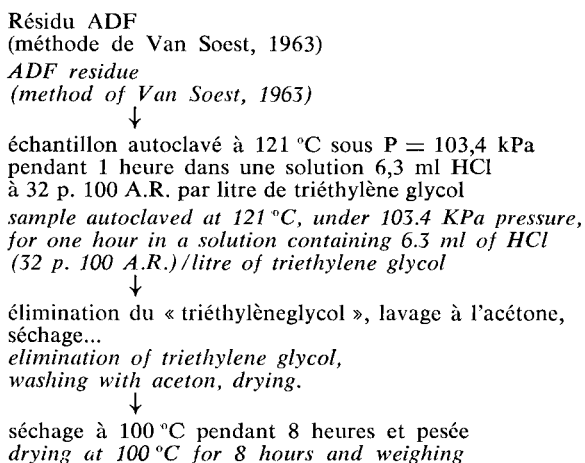 Résidu ADF
(méthode de Van Soest, 1963)
ADF residue
(method of Van Soest, 1963)
↓
échantillon autoclavé à 121 °C sous P = 103,4 kPa
pendant 1 heure dans une solution 6,3 ml HCl
à 32 p. 100 A.R. par litre de triéthylène glycol
sample autoclaved at 121 °C, under 103.4 KPa pressure,
for one hour in a solution containing 6.3 ml of HCl
(32 p. 100 A.R.)/litre of triethylene glycol
↓
élimination du « triéthylèneglycol », lavage à l'acétone,
séchage...
elimination of triethylene glycol,
washing with aceton, drying.
↓
séchage à 100 °C pendant 8 heures et pesée
drying at 100 °C for 8 hours and weighing